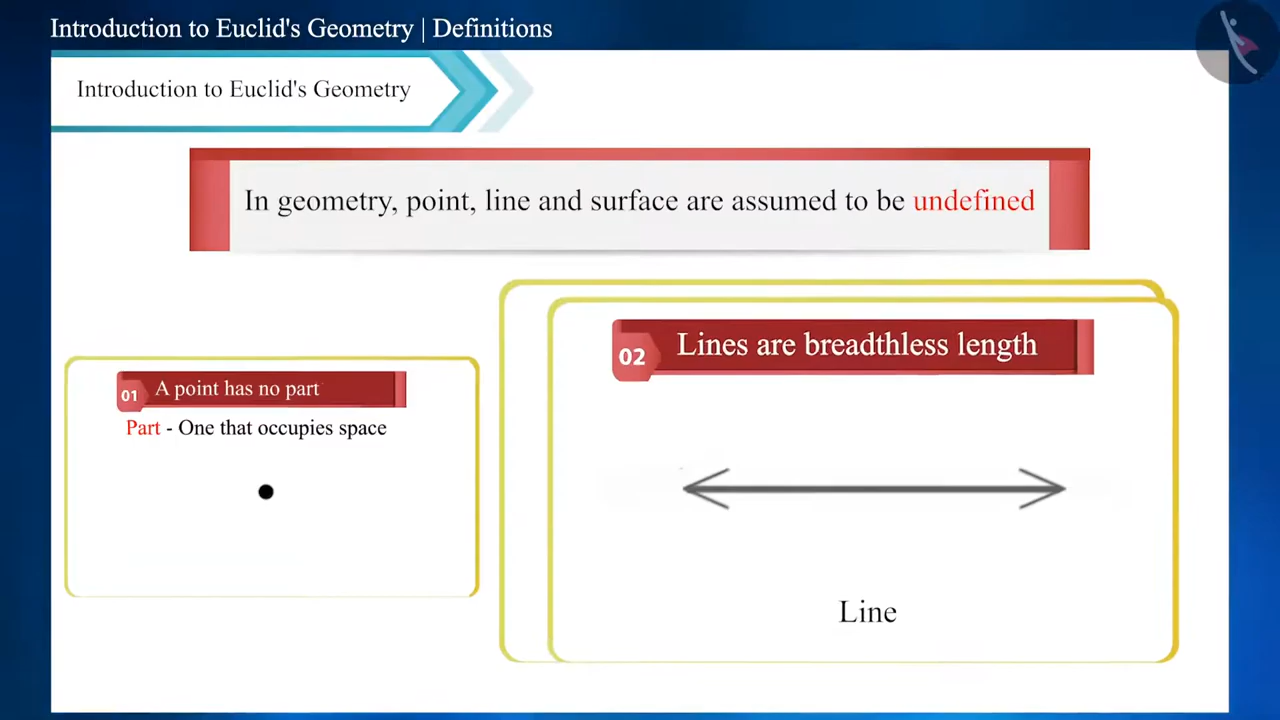 Introduction to Euclid's Geometry | Definitions
Introduction to Euclid's Geometry
In geometry, point, line and surface are assumed to be undefined
01 A point has no part
Part - One that occupies space
02 Lines are breadthless length
Line